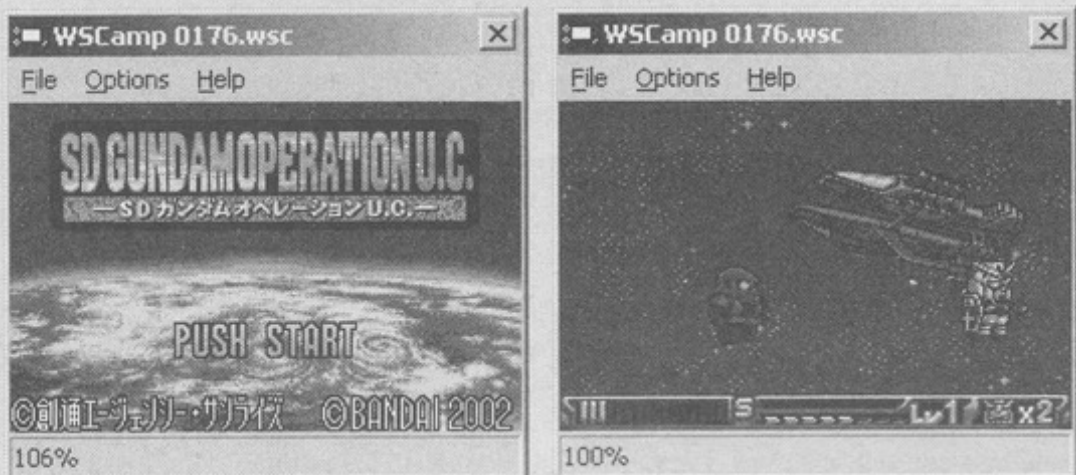 WSCamp 0176.wsc
File Options Help
SD GUNDAM OPERATION U.C.
—SDガンダムオペレーションU.C.—
PUSH START
©創通エージェンシー・サンライズ ©BANDAI 2002
106%
WSCamp 0176.wsc
File Options Help
S Lv1 x2
100%